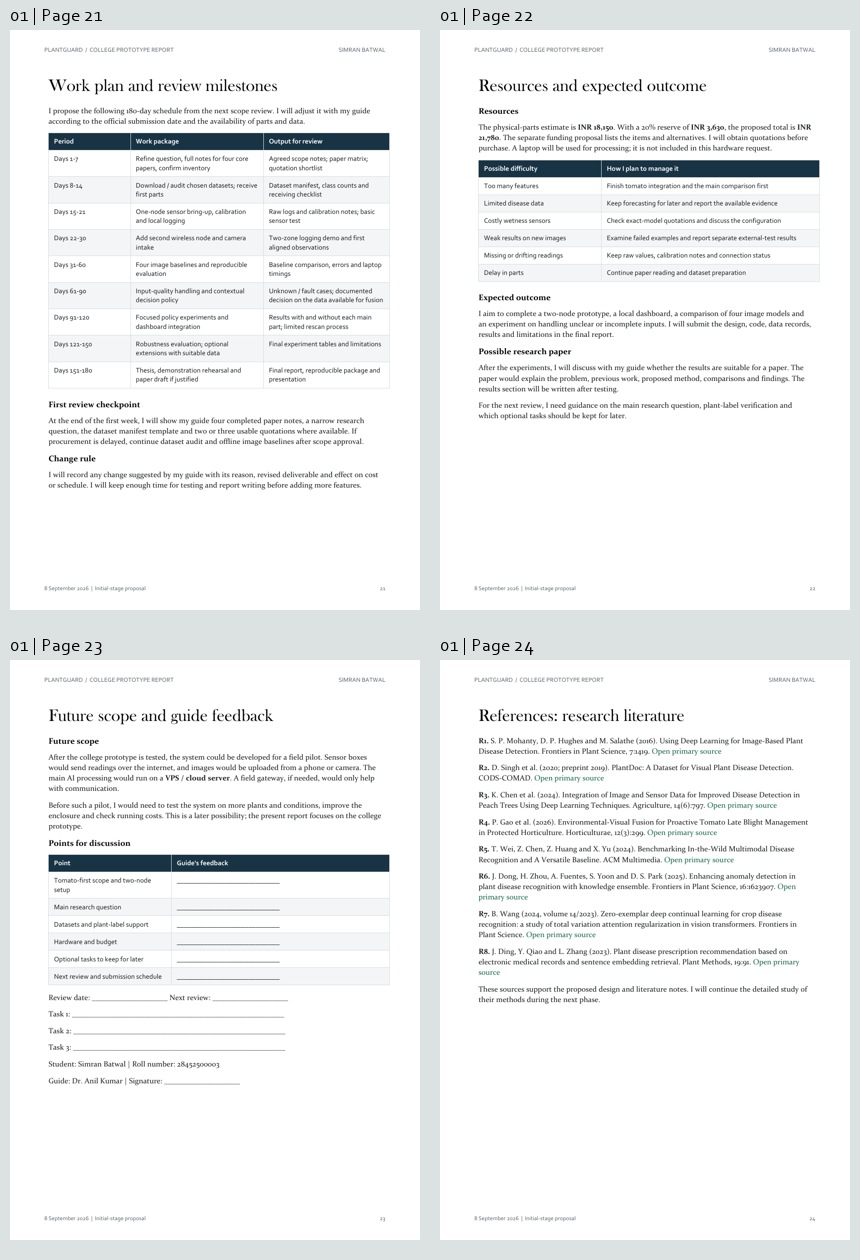 01 | Page 21
PLANTGUARD / COLLEGE PROTOTYPE REPORT SIMRAN BATWAL
Work plan and review milestones
I propose the following 180-day schedule from the next scope review. I will adjust it with my guide
according to the official submission date and the availability of parts and data.
Period Work package Output for review
Days 1-7 Refine question, full notes for four core Agreed scope notes; paper matrix;
papers, confirm inventory quotation shortlist
Days 8-14 Download / audit chosen datasets; receive Dataset manifest, class counts and
first parts receiving checklist
Days 15-21 One-node sensor bring-up, calibration Raw logs and calibration notes; basic
and local logging sensor test
Days 22-30 Add second wireless node and camera Two-zone logging demo and first
intake aligned observations
Days 31-60 Four image baselines and reproducible Baseline comparison, errors and laptop
evaluation timings
Days 61-90 Input-quality handling and contextual Unknown / fault cases; documented
decision policy decision on the data available for fusion
Days 91-120 Focused policy experiments and Results with and without each main
dashboard integration part; limited rescan process
Days 121-150 Robustness evaluation; optional Final experiment tables and limitations
extensions with suitable data
Days 151-180 Thesis, demonstration rehearsal and Final report, reproducible package and
paper draft if justified presentation
First review checkpoint
At the end of the first week, I will show my guide four completed paper notes, a narrow research
question, the dataset manifest template and two or three usable quotations where available. If
procurement is delayed, continue dataset audit and offline image baselines after scope approval.
Change rule
I will record any change suggested by my guide with its reason, revised deliverable and effect on cost
or schedule. I will keep enough time for testing and report writing before adding more features.
8 September 2026 | Initial-stage proposal 21
01 | Page 22
PLANTGUARD / COLLEGE PROTOTYPE REPORT SIMRAN BATWAL
Resources and expected outcome
Resources
The physical-parts estimate is INR 18,150. With a 20% reserve of INR 3,630, the proposed total is INR
21,780. The separate funding proposal lists the items and alternatives. I will obtain quotations before
purchase. A laptop will be used for processing; it is not included in this hardware request.
Possible difficulty How I plan to manage it
Too many features Finish tomato integration and the main comparison first
Limited disease data Keep forecasting for later and report the available evidence
Costly wetness sensors Check exact-model quotations and discuss the configuration
Weak results on new images Examine failed examples and report separate external-test results
Missing or drifting readings Keep raw values, calibration notes and connection status
Delay in parts Continue paper reading and dataset preparation
Expected outcome
I aim to complete a two-node prototype, a local dashboard, a comparison of four image models and
an experiment on handling unclear or incomplete inputs. I will submit the design, code, data records,
results and limitations in the final report.
Possible research paper
After the experiments, I will discuss with my guide whether the results are suitable for a paper. The
paper would explain the problem, previous work, proposed method, comparisons and findings. The
results section will be written after testing.
For the next review, I need guidance on the main research question, plant-label verification and
which optional tasks should be kept for later.
8 September 2026 | Initial-stage proposal 22
01 | Page 23
PLANTGUARD / COLLEGE PROTOTYPE REPORT SIMRAN BATWAL
Future scope and guide feedback
Future scope
After the college prototype is tested, the system could be developed for a field pilot. Sensor boxes
would send readings over the internet, and images would be uploaded from a phone or camera. The
main AI processing would run on a VPS / cloud server. A field gateway, if needed, would only help
with communication.
Before such a pilot, I would need to test the system on more plants and conditions, improve the
enclosure and check running costs. This is a later possibility; the present report focuses on the college
prototype.
Points for discussion
Point Guide's feedback
Tomato-first scope and two-node ____________________
setup
Main research question ____________________
Datasets and plant-label support ____________________
Hardware and budget ____________________
Optional tasks to keep for later ____________________
Next review and submission schedule ____________________
Review date: ____________________ Next review: ____________________
Task 1: ____________________
Task 2: ____________________
Task 3: ____________________
Student: Simran Batwal | Roll number: 28452500003
Guide: Dr. Anil Kumar | Signature: ____________________
8 September 2026 | Initial-stage proposal 23
01 | Page 24
PLANTGUARD / COLLEGE PROTOTYPE REPORT SIMRAN BATWAL
References: research literature
R1. S. P. Mohanty, D. P. Hughes and M. Salathe (2016). Using Deep Learning for Image-Based Plant
Disease Detection. Frontiers in Plant Science, 7:1419. Open primary source
R2. D. Singh et al. (2020; preprint 2019). PlantDoc: A Dataset for Visual Plant Disease Detection.
CODS-COMAD. Open primary source
R3. K. Chen et al. (2024). Integration of Image and Sensor Data for Improved Disease Detection in
Peach Trees Using Deep Learning Techniques. Agriculture, 14(6):797. Open primary source
R4. P. Gao et al. (2026). Environmental-Visual Fusion for Proactive Tomato Late Blight Management
in Protected Horticulture. Horticulturae, 12(3):299. Open primary source
R5. T. Wei, Z. Chen, Z. Huang and X. Yu (2024). Benchmarking In-the-Wild Multimodal Disease
Recognition and A Versatile Baseline. ACM Multimedia. Open primary source
R6. J. Dong, H. Zhou, A. Fuentes, S. Yoon and D. S. Park (2025). Enhancing anomaly detection in
plant disease recognition with knowledge ensemble. Frontiers in Plant Science, 16:1623907. Open
primary source
R7. B. Wang (2024, volume 14/2023). Zero-exemplar deep continual learning for crop disease
recognition: a study of total variation attention regularization in vision transformers. Frontiers in
Plant Science. Open primary source
R8. J. Ding, Y. Qiao and L. Zhang (2023). Plant disease prescription recommendation based on
electronic medical records and sentence embedding retrieval. Plant Methods, 19:91. Open primary
source
These sources support the proposed design and literature notes. I will continue the detailed study of
their methods during the next phase.
8 September 2026 | Initial-stage proposal 24